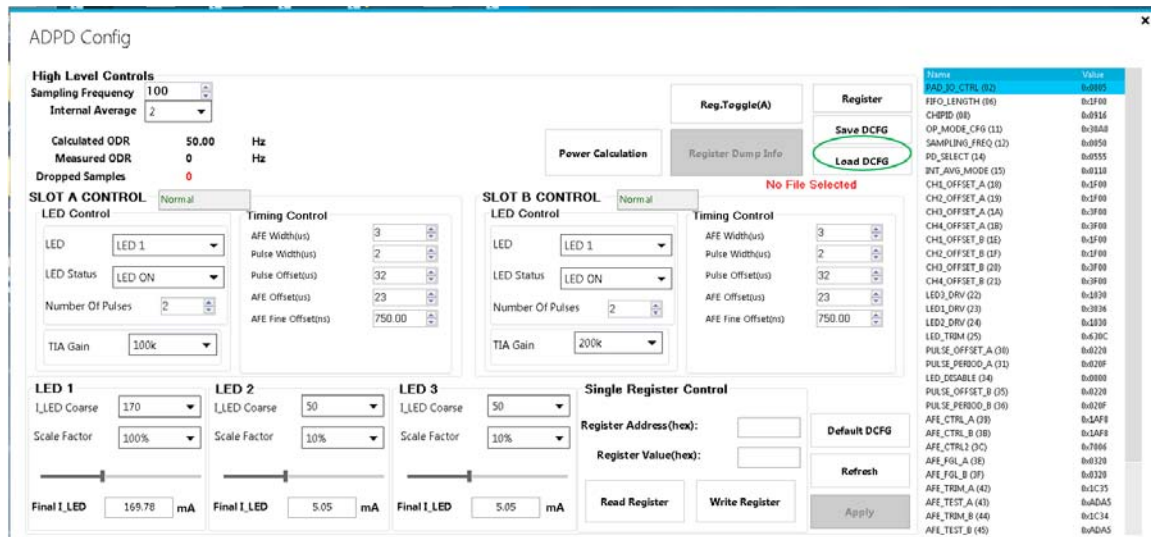 ADPD Config
x
High Level Controls
Sampling Frequency 100
Internal Average 2
Calculated ODR 50.00 Hz
Measured ODR 0 Hz
Dropped Samples 0
Reg.Toggle(A)
Register
Save DCFG
Power Calculation
Register Dump Info
Load DCFG
No File Selected
SLOT A CONTROL Normal
LED Control
LED LED 1
LED Status LED ON
Number Of Pulses 2
TIA Gain 100k
Timing Control
AFE Width(us) 3
Pulse Width(us) 2
Pulse Offset(us) 32
AFE Offset(us) 23
AFE Fine Offset(ns) 750.00
SLOT B CONTROL Normal
LED Control
LED LED 1
LED Status LED ON
Number Of Pulses 2
TIA Gain 200k
Timing Control
AFE Width(us) 3
Pulse Width(us) 2
Pulse Offset(us) 32
AFE Offset(us) 23
AFE Fine Offset(ns) 750.00
LED 1
I_LED Coarse 170
Scale Factor 100%
Final I_LED 169.78 mA
LED 2
I_LED Coarse 50
Scale Factor 10%
Final I_LED 5.05 mA
LED 3
I_LED Coarse 50
Scale Factor 10%
Final I_LED 5.05 mA
Single Register Control
Register Address(hex):
Register Value(hex):
Read Register
Write Register
Default DCFG
Refresh
Apply
Name Value
PAD_IO_CTRL (02) 0x0005
FIFO_LENGTH (06) 0x1F00
CHIPID (08) 0x0916
OP_MODE_CFG (11) 0x30A0
SAMPLING_FREQ (12) 0x0050
PD_SELECT (14) 0x0555
INT_AVG_MODE (15) 0x0110
CH1_OFFSET_A (18) 0x1F00
CH2_OFFSET_A (19) 0x1F00
CH3_OFFSET_A (1A) 0x3F00
CH4_OFFSET_A (1B) 0x3F00
CH1_OFFSET_B (1E) 0x1F00
CH2_OFFSET_B (1F) 0x1F00
CH3_OFFSET_B (20) 0x3F00
CH4_OFFSET_B (21) 0x3F00
LED3_DRV (22) 0x1030
LED1_DRV (23) 0x3036
LED2_DRV (24) 0x1030
LED_TRIM (25) 0x630C
PULSE_OFFSET_A (30) 0x0220
PULSE_PERIOD_A (31) 0x020F
LED_DISABLE (34) 0x0000
PULSE_OFFSET_B (35) 0x0220
PULSE_PERIOD_B (36) 0x020F
AFE_CTRL_A (39) 0x1AF8
AFE_CTRL_B (3B) 0x1AF8
AFE_CTRL2 (3C) 0x7006
AFE_FGL_A (3E) 0x0320
AFE_FGL_B (3F) 0x0320
AFE_TRIM_A (42) 0x1C35
AFE_TEST_A (43) 0xADA5
AFE_TRIM_B (44) 0x1C34
AFE_TEST_B (45) 0xADA5